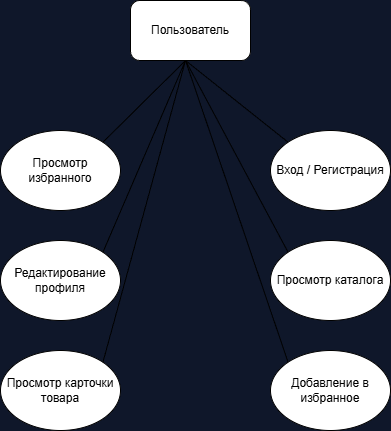 Пользователь
Просмотр
избранного
Вход / Регистрация
Редактирование
профиля
Просмотр каталога
Просмотр карточки
товара
Добавление в
избранное